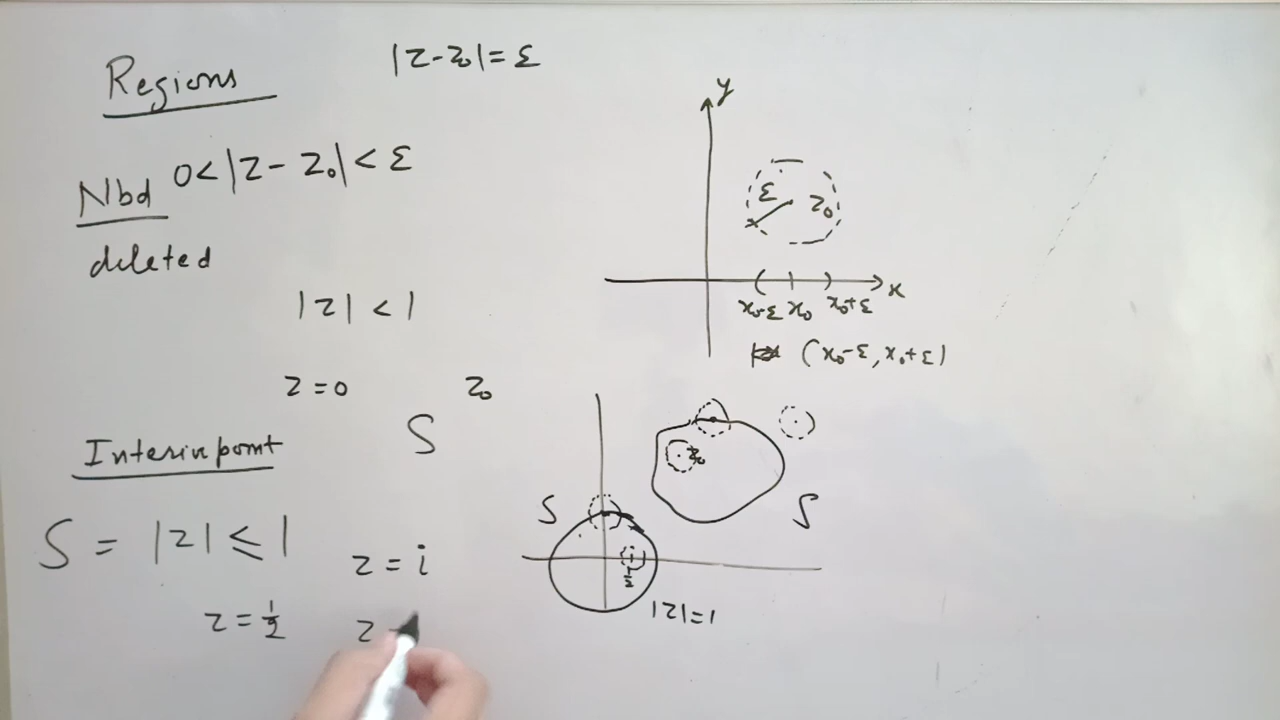 Regions
|z-z₀|=ε
Nbd
0<|z-z₀|<ε
deleted
|z|<1
z=0
z₀
Interior point
S
S = |z| ≤ 1
z = i
z = 1/2
z
y
ε
z₀
x
x₀-ε
x₀
x₀+ε
(x₀-ε, x₀+ε)
z₀
S
S
1/2
|z|=1